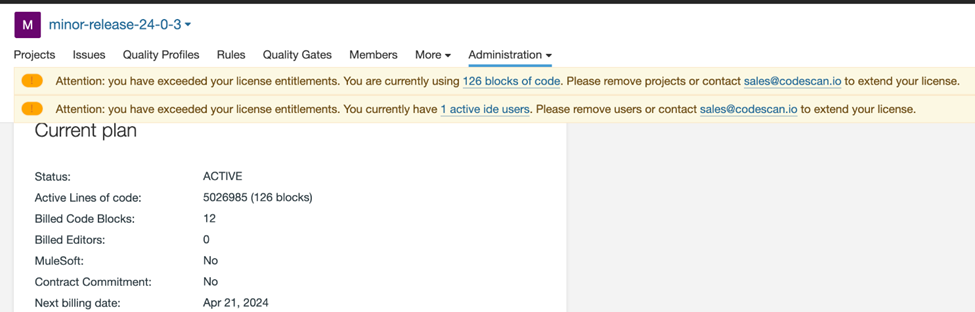 M minor-release-24-0-3
Projects Issues Quality Profiles Rules Quality Gates Members More Administration
! Attention: you have exceeded your license entitlements. You are currently using 126 blocks of code. Please remove projects or contact sales@codescan.io to extend your license.
! Attention: you have exceeded your license entitlements. You currently have 1 active ide users. Please remove users or contact sales@codescan.io to extend your license.
Current plan
Status: ACTIVE
Active Lines of code: 5026985 (126 blocks)
Billed Code Blocks: 12
Billed Editors: 0
MuleSoft: No
Contract Commitment: No
Next billing date: Apr 21, 2024